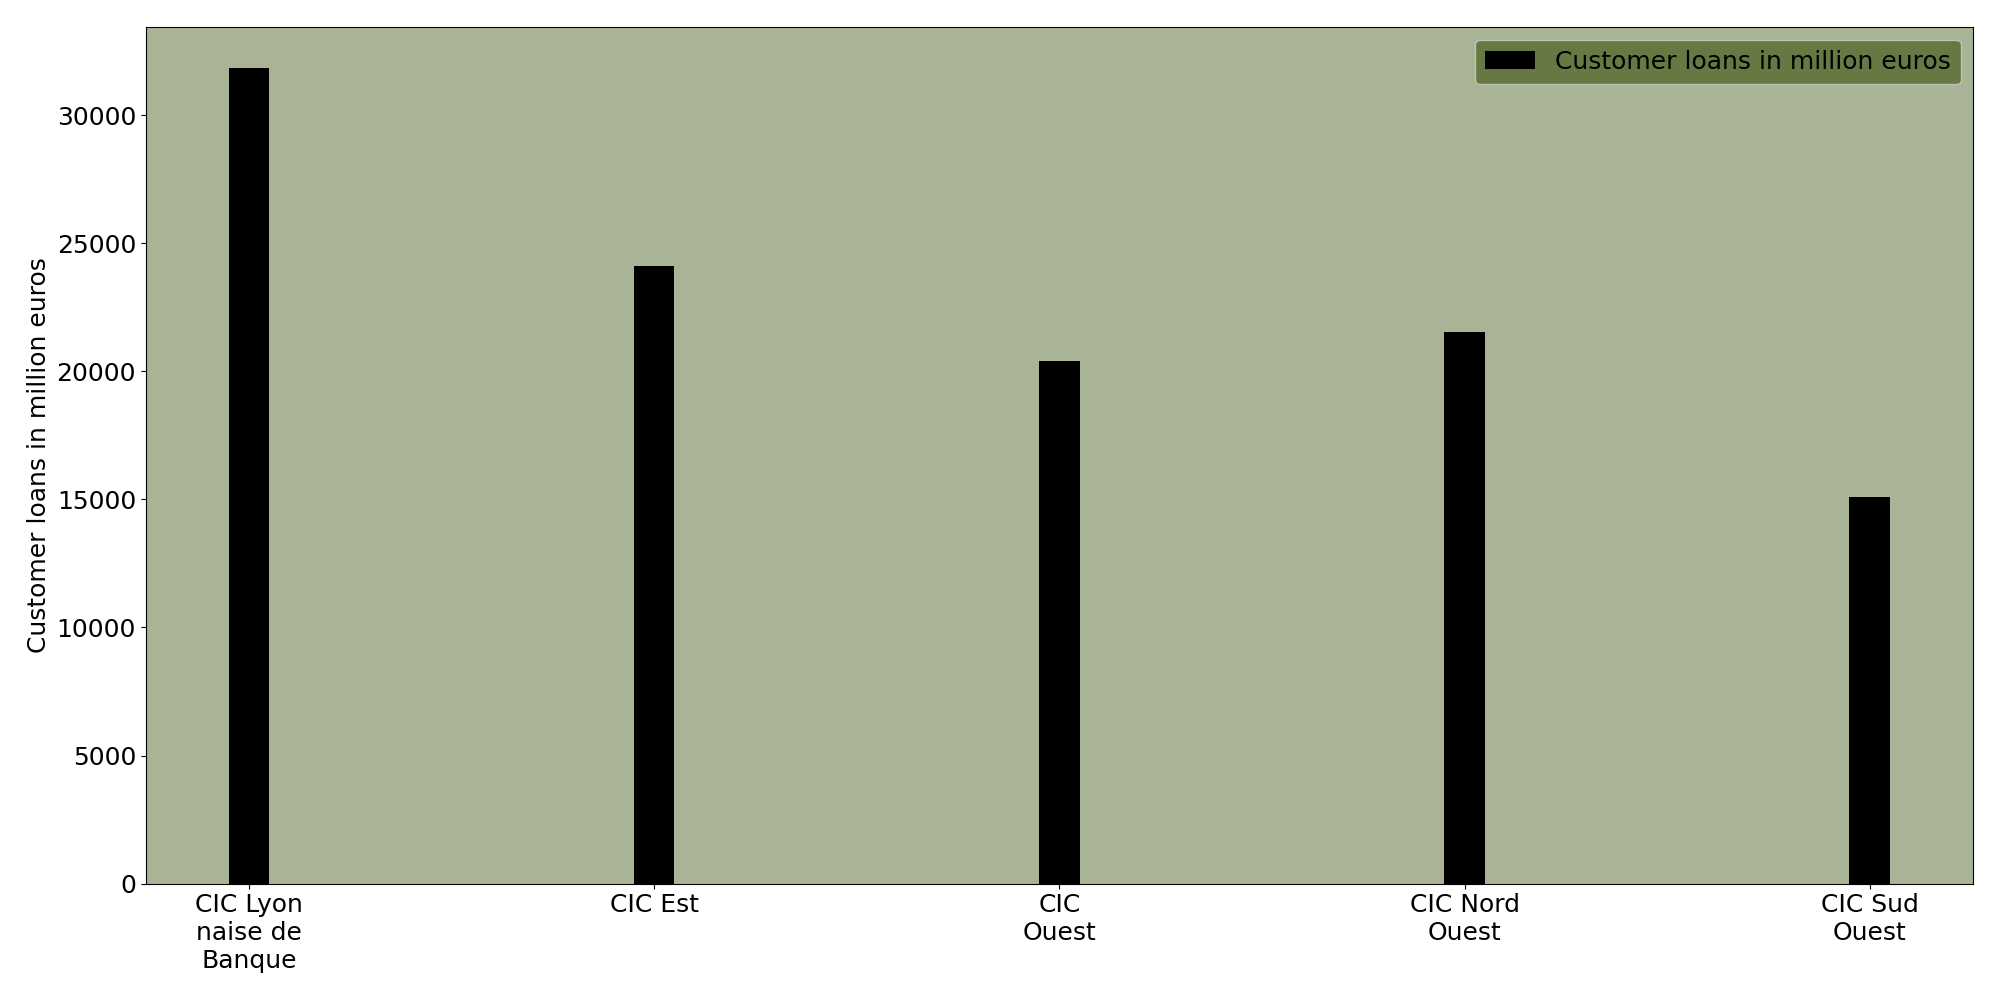 Customer loans in million euros
Customer loans in million euros
30000
25000
20000
15000
10000
5000
0
CIC Lyon
naise de
Banque
CIC Est
CIC
Ouest
CIC Nord
Ouest
CIC Sud
Ouest